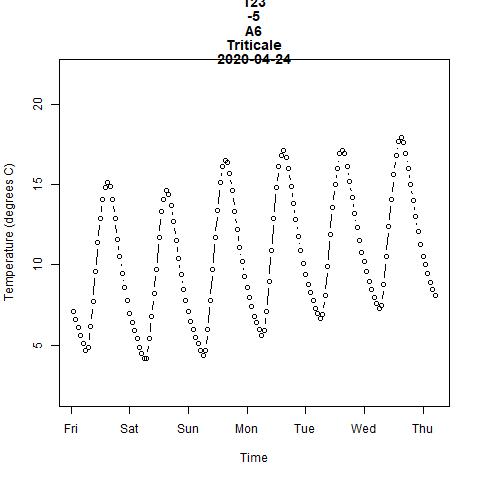 123
-5
A6
Triticale
2020-04-24
20
15
10
5
Temperature (degrees C)
Fri Sat Sun Mon Tue Wed Thu
Time